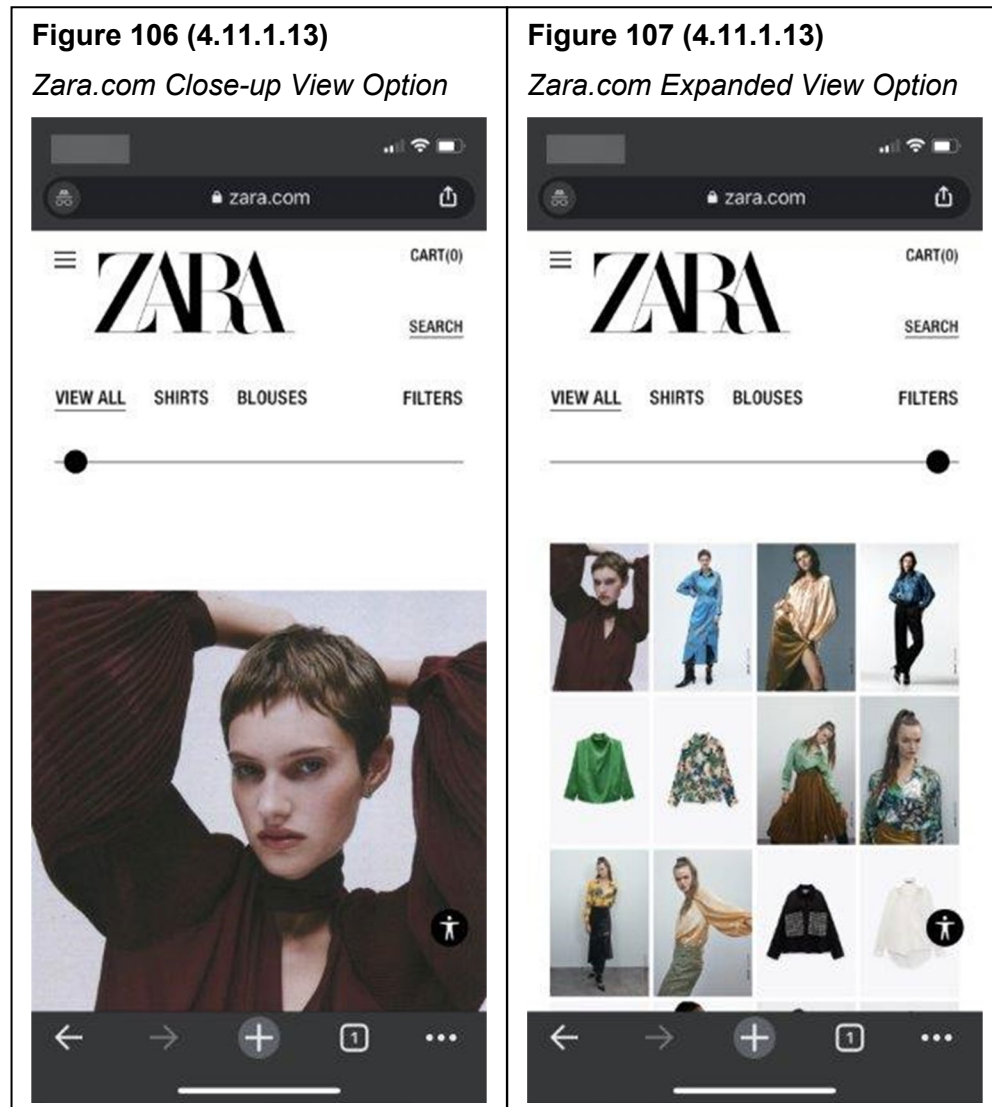 Figure 106 (4.11.1.13)
Zara.com Close-up View Option
zara.com
ZARA
CART(0)
SEARCH
VIEW ALL SHIRTS BLOUSES FILTERS
1
Figure 107 (4.11.1.13)
Zara.com Expanded View Option
zara.com
ZARA
CART(0)
SEARCH
VIEW ALL SHIRTS BLOUSES FILTERS
1